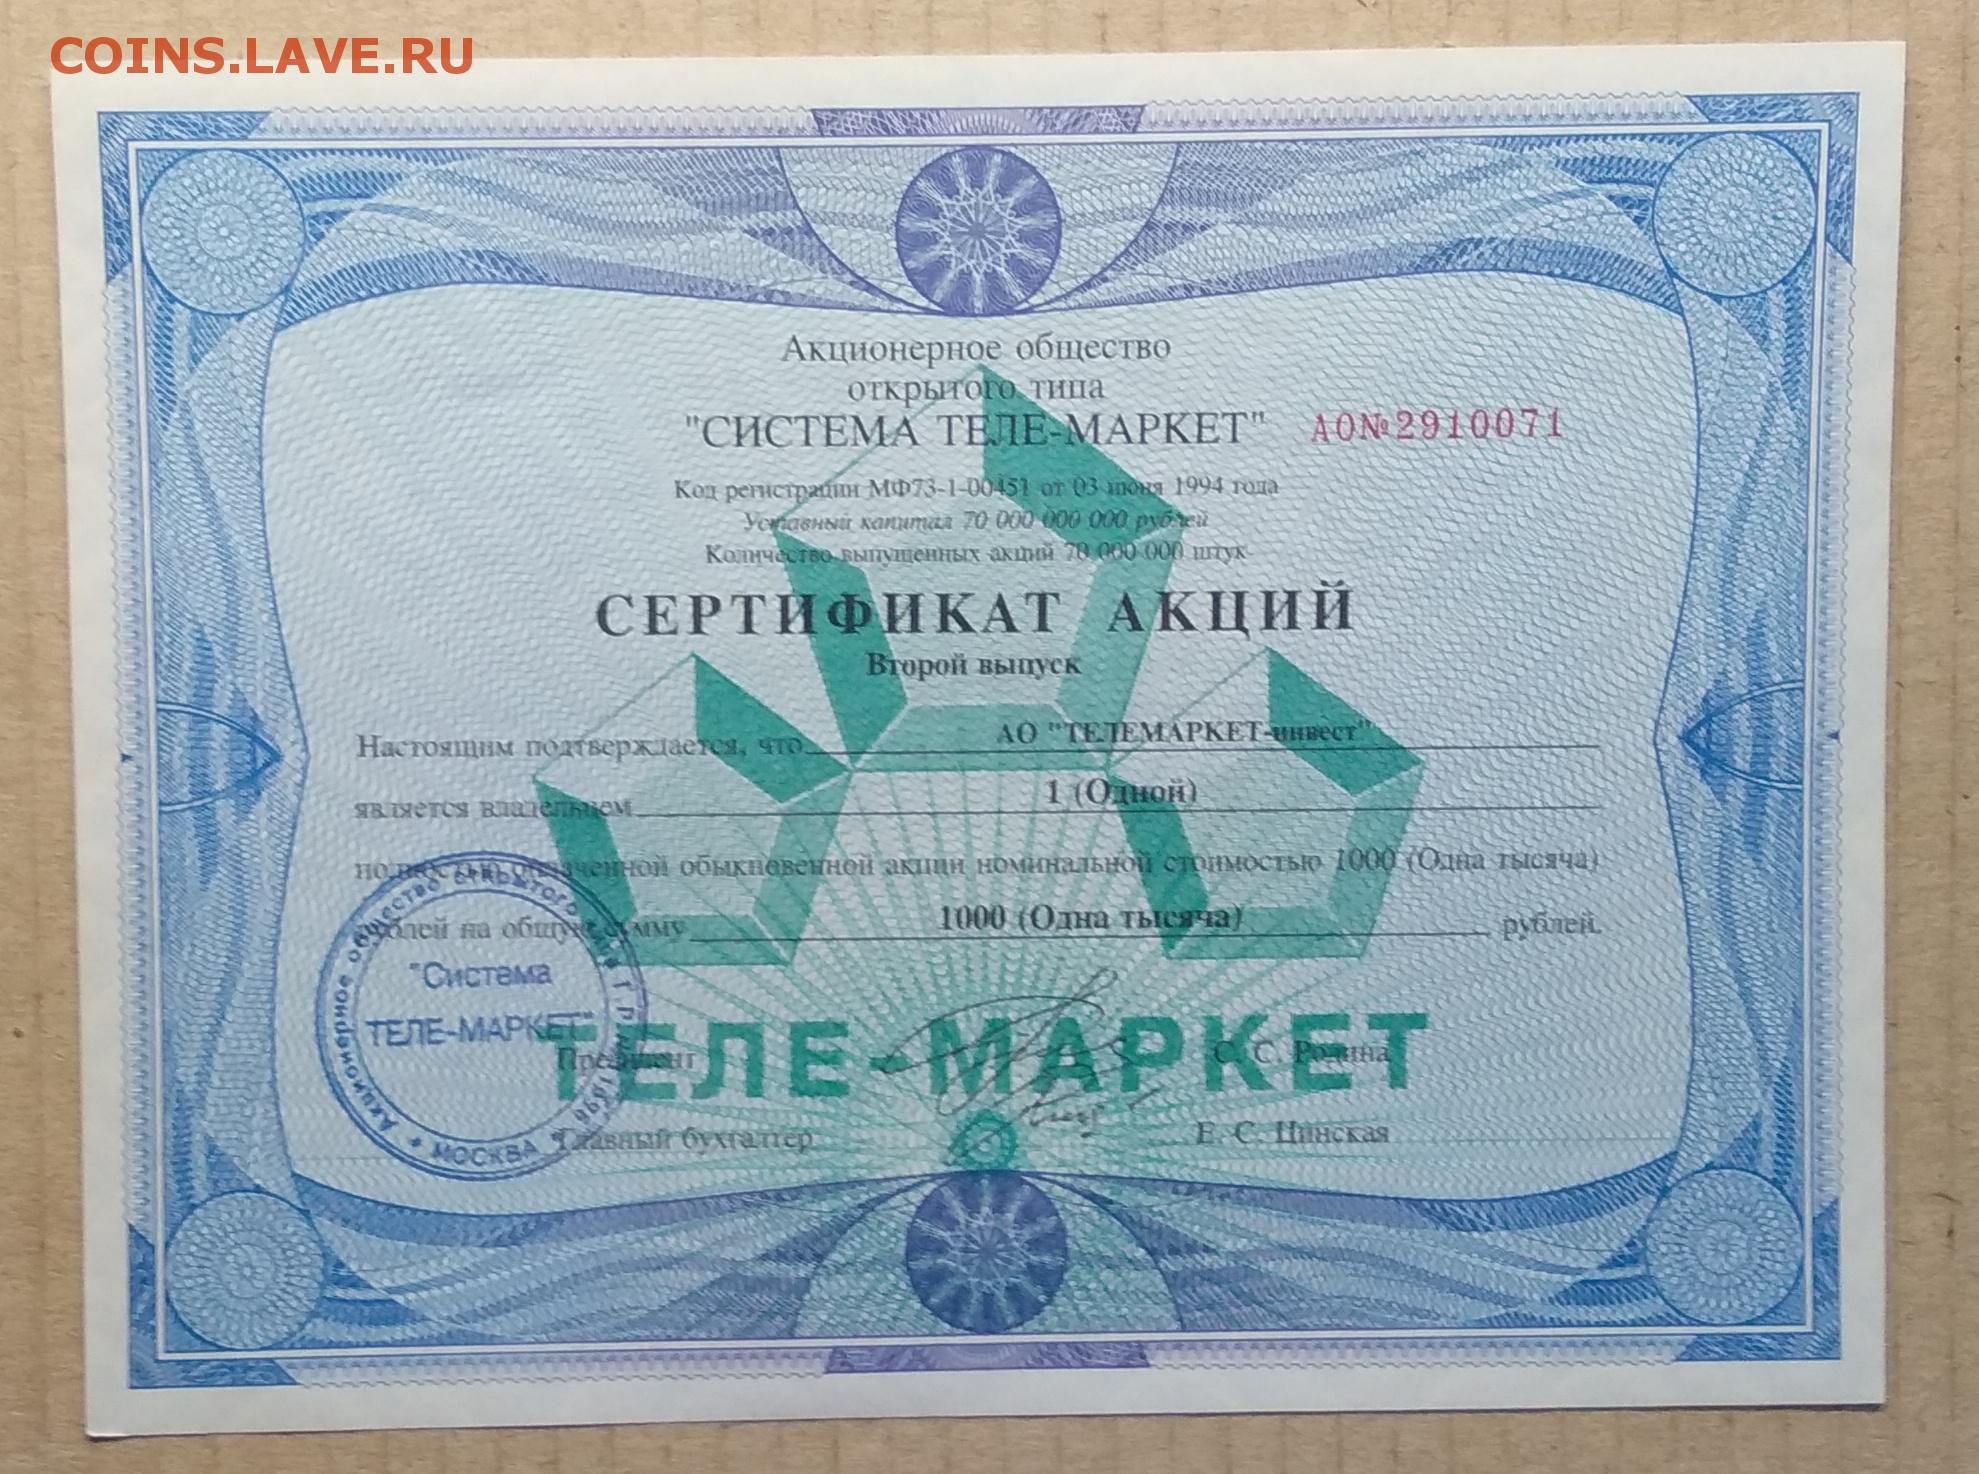 COINS.LAVE.RU
Акционерное общество
открытого типа
"СИСТЕМА ТЕЛЕ-МАРКЕТ" АО№2910071
Код регистрации МФ73-1-00451 от 03 июня 1994 года
Уставный капитал 70 000 000 000 рублей
Количество выпущенных акций 70 000 000 штук
СЕРТИФИКАТ АКЦИЙ
Второй выпуск
Настоящим подтверждается, что АО "ТЕЛЕМАРКЕТ-инвест"
является владельцем 1 (Одной)
полностью оплаченной обыкновенной акции номинальной стоимостью 1000 (Одна тысяча)
рублей на общую сумму 1000 (Одна тысяча) рублей.
ТЕЛЕ-МАРКЕТ
Президент С. С. Родина
Главный бухгалтер Е. С. Цинская
Акционерное общество открытого типа
"Система
ТЕЛЕ-МАРКЕТ"
* МОСКВА *